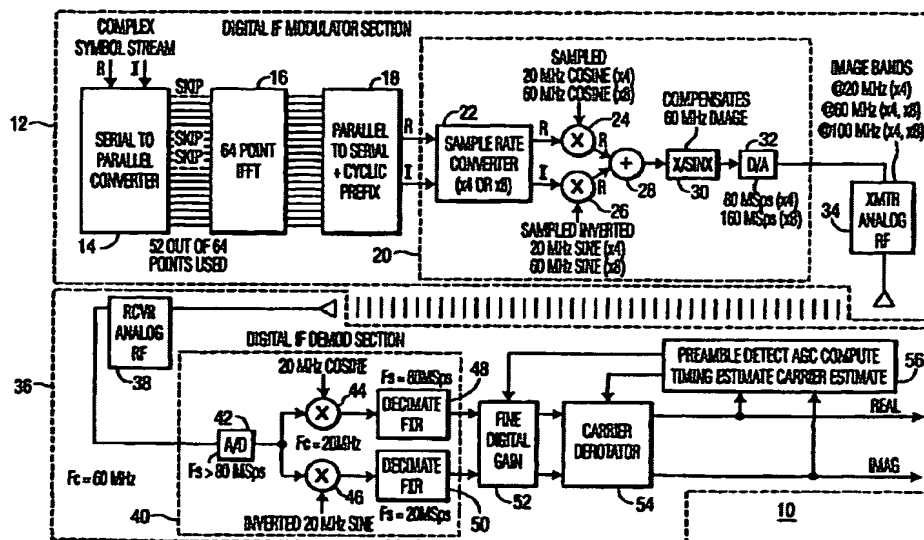 COMPLEX
SYMBOL STREAM
R I
DIGITAL IF MODULATOR SECTION
12
SKIP
SKIP
SKIP
SERIAL TO
PARALLEL
CONVERTER
14
52 OUT OF 64
POINTS USED
16
64 POINT
IFFT
18
PARALLEL
TO SERIAL
+ CYCLIC
PREFIX
R
I
20
22
SAMPLE RATE
CONVERTER
(x4 OR x8)
R
I
SAMPLED
20 MHz COSINE (x4)
60 MHz COSINE (x8)
X
24
R
X
26
R
SAMPLED INVERTED
20 MHz SINE (x4)
60 MHz SINE (x8)
+
28
COMPENSATES
60 MHz IMAGE
X/SINX
30
32
D/A
80 MSps (x4)
160 MSps (x8)
IMAGE BANDS
@20 MHz (x4)
@60 MHz (x4, x8)
@100 MHz (x4, x8)
34
XMTR
ANALOG
RF
36
RCVR
ANALOG
RF
38
Fc = 60 MHz
DIGITAL IF DEMOD SECTION
40
20 MHz COSINE
42
A/D
Fs > 80 MSps
X
44
Fc = 20MHz
X
46
INVERTED 20 MHz SINE
Fs = 80MSps
48
DECIMATE
FIR
DECIMATE
FIR
50
Fs = 20MSps
FINE
DIGITAL
GAIN
52
CARRIER
DEROTATOR
54
PREAMBLE DETECT AGC COMPUTE
TIMING ESTIMATE CARRIER ESTIMATE
56
REAL
IMAG
10